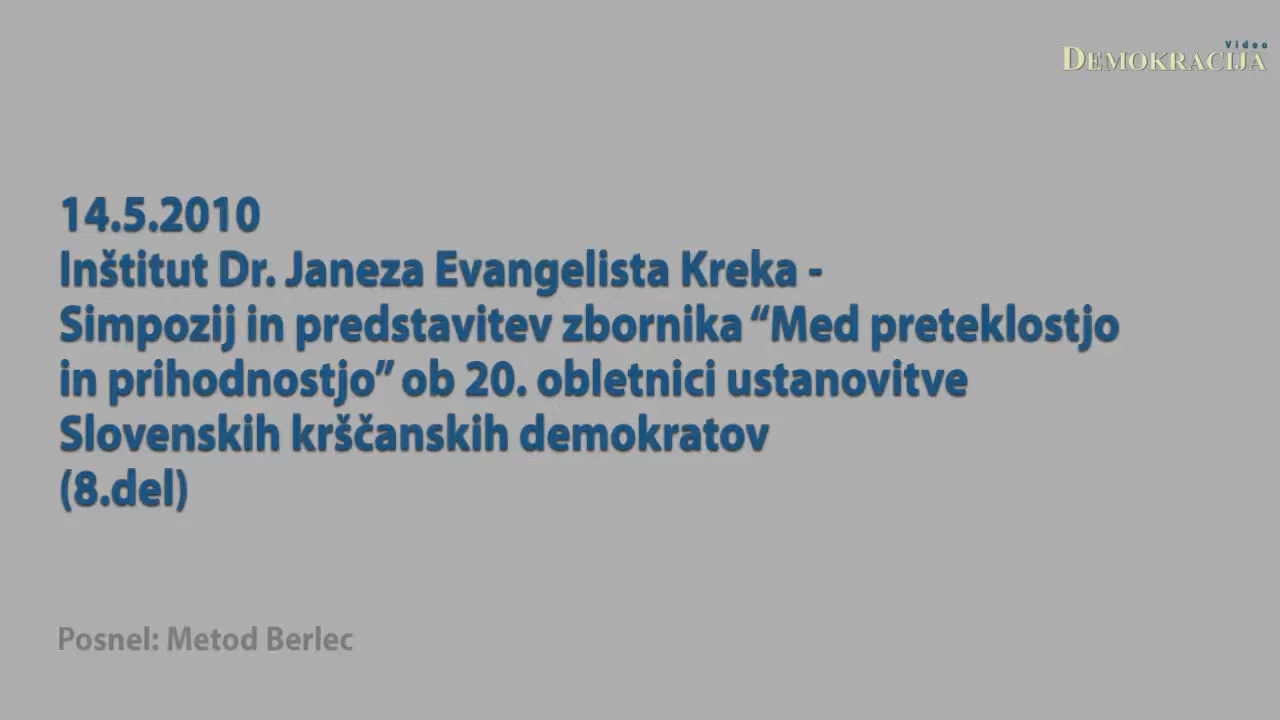 Video
DEMOKRACIJA
14.5.2010
Inštitut Dr. Janeza Evangelista Kreka -
Simpozij in predstavitev zbornika “Med preteklostjo
in prihodnostjo” ob 20. obletnici ustanovitve
Slovenskih krščanskih demokratov
(8.del)
Posnel: Metod Berlec